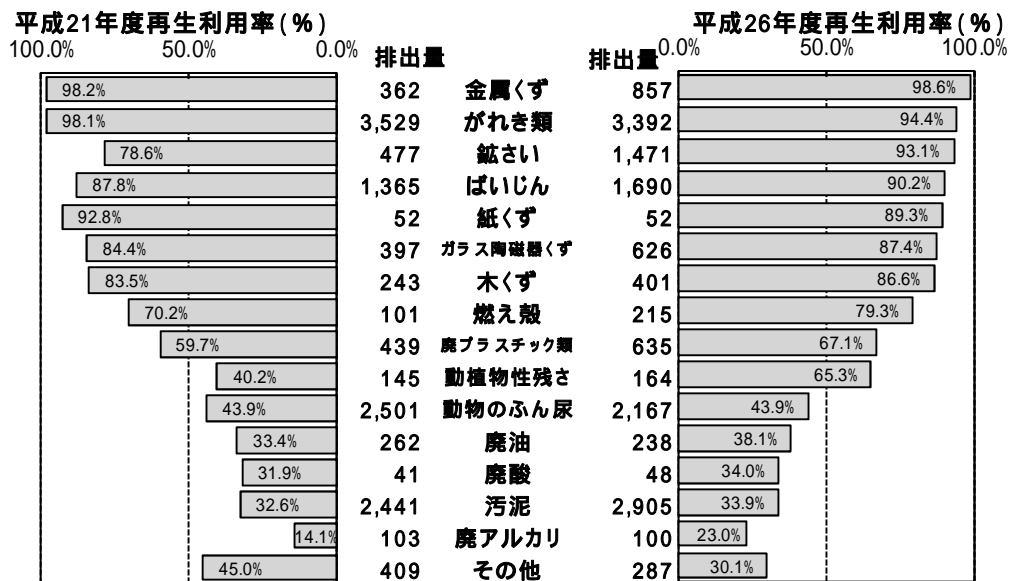 平成21年度再生利用率(%) 平成26年度再生利用率(%)
100.0% 50.0% 0.0% 排出量 排出量 0.0% 50.0% 100.0%
98.2% 362 金属くず 857 98.6%
98.1% 3,529 がれき類 3,392 94.4%
78.6% 477 鉱さい 1,471 93.1%
87.8% 1,365 ばいじん 1,690 90.2%
92.8% 52 紙くず 52 89.3%
84.4% 397 ガラス陶磁器くず 626 87.4%
83.5% 243 木くず 401 86.6%
70.2% 101 燃え殻 215 79.3%
59.7% 439 廃プラスチック類 635 67.1%
40.2% 145 動植物性残さ 164 65.3%
43.9% 2,501 動物のふん尿 2,167 43.9%
33.4% 262 廃油 238 38.1%
31.9% 41 廃酸 48 34.0%
32.6% 2,441 汚泥 2,905 33.9%
14.1% 103 廃アルカリ 100 23.0%
45.0% 409 その他 287 30.1%